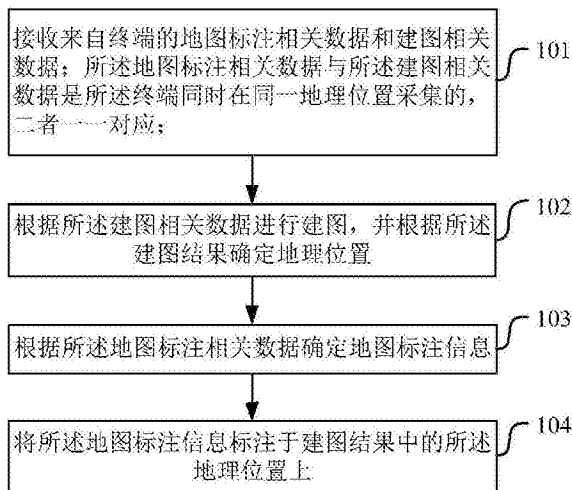 接收来自终端的地图标注相关数据和建图相关
数据；所述地图标注相关数据与所述建图相关
数据是所述终端同时在同一地理位置采集的，
二者一一对应；
101
根据所述建图相关数据进行建图，并根据所述
建图结果确定地理位置
102
根据所述地图标注相关数据确定地图标注信息
103
将所述地图标注信息标注于建图结果中的所述
地理位置上
104